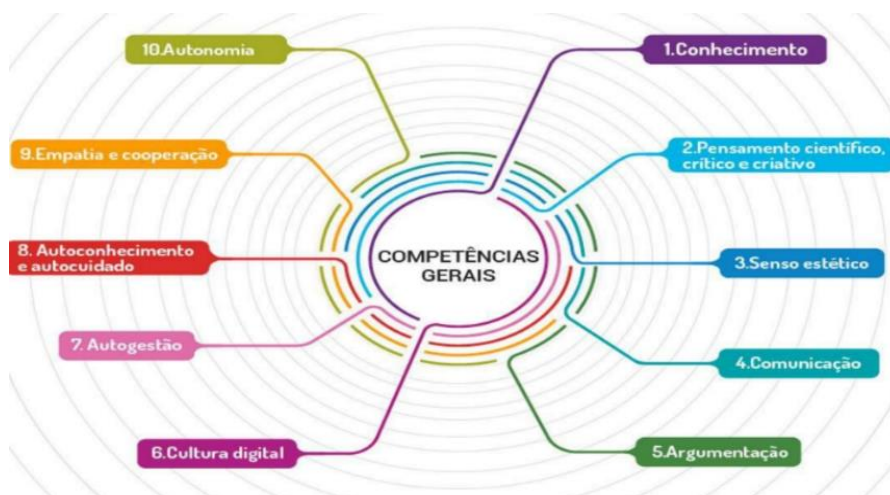 COMPETÊNCIAS
GERAIS
1.Conhecimento
2.Pensamento científico,
crítico e criativo
3.Senso estético
4.Comunicação
5.Argumentação
6.Cultura digital
7. Autogestão
8. Autoconhecimento
e autocuidado
9.Empatia e cooperação
10.Autonomia